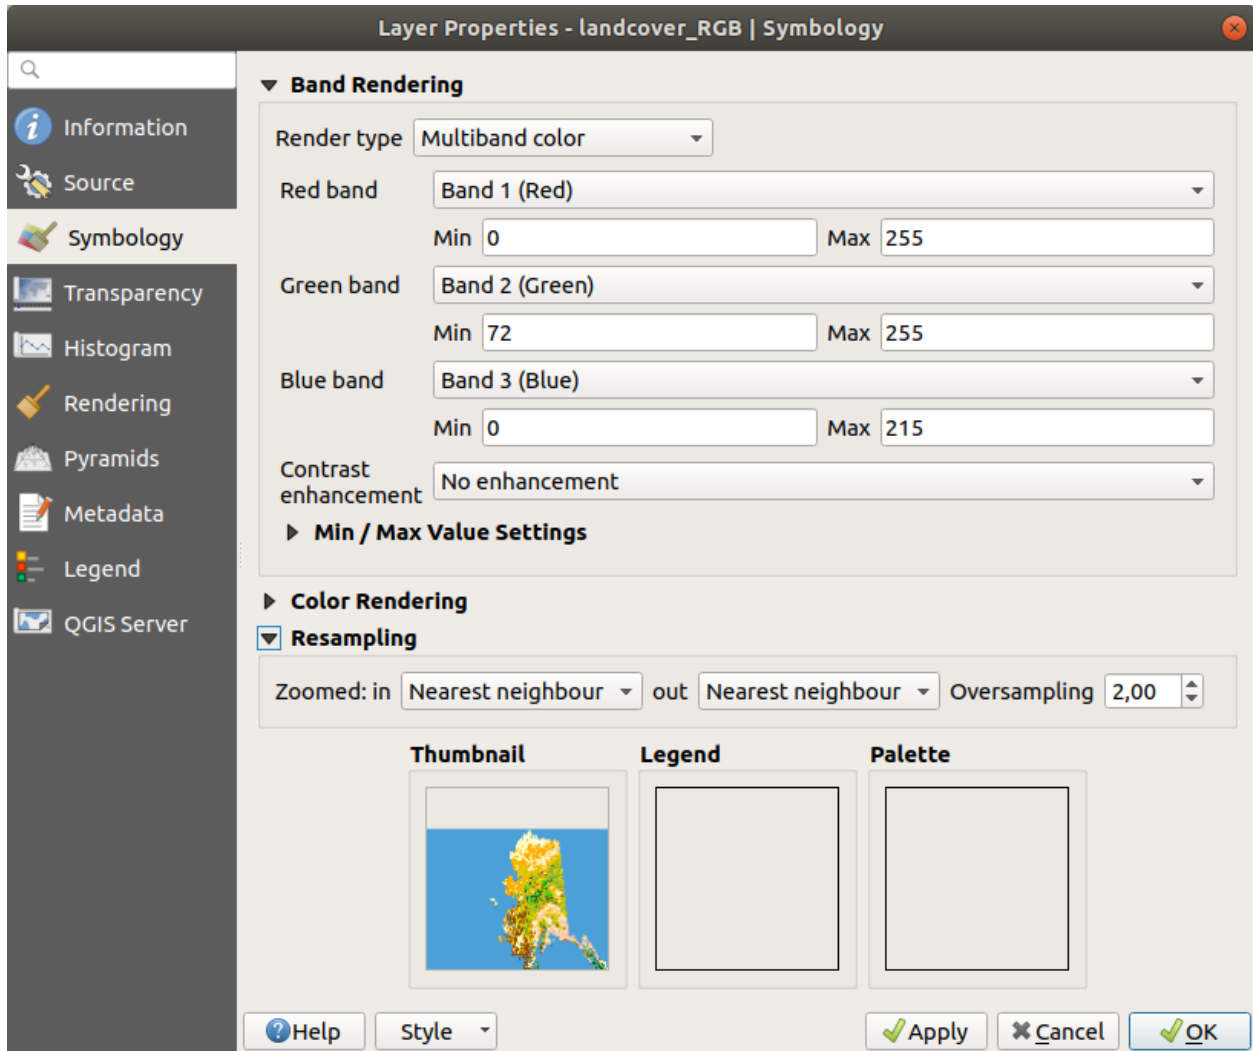 Layer Properties - landcover_RGB | Symbology
Information
Source
Symbology
Transparency
Histogram
Rendering
Pyramids
Metadata
Legend
QGIS Server
Band Rendering
Render type Multiband color
Red band Band 1 (Red)
Min 0 Max 255
Green band Band 2 (Green)
Min 72 Max 255
Blue band Band 3 (Blue)
Min 0 Max 215
Contrast
enhancement No enhancement
Min / Max Value Settings
Color Rendering
Resampling
Zoomed: in Nearest neighbour out Nearest neighbour Oversampling 2,00
Thumbnail Legend Palette
Help Style Apply Cancel OK